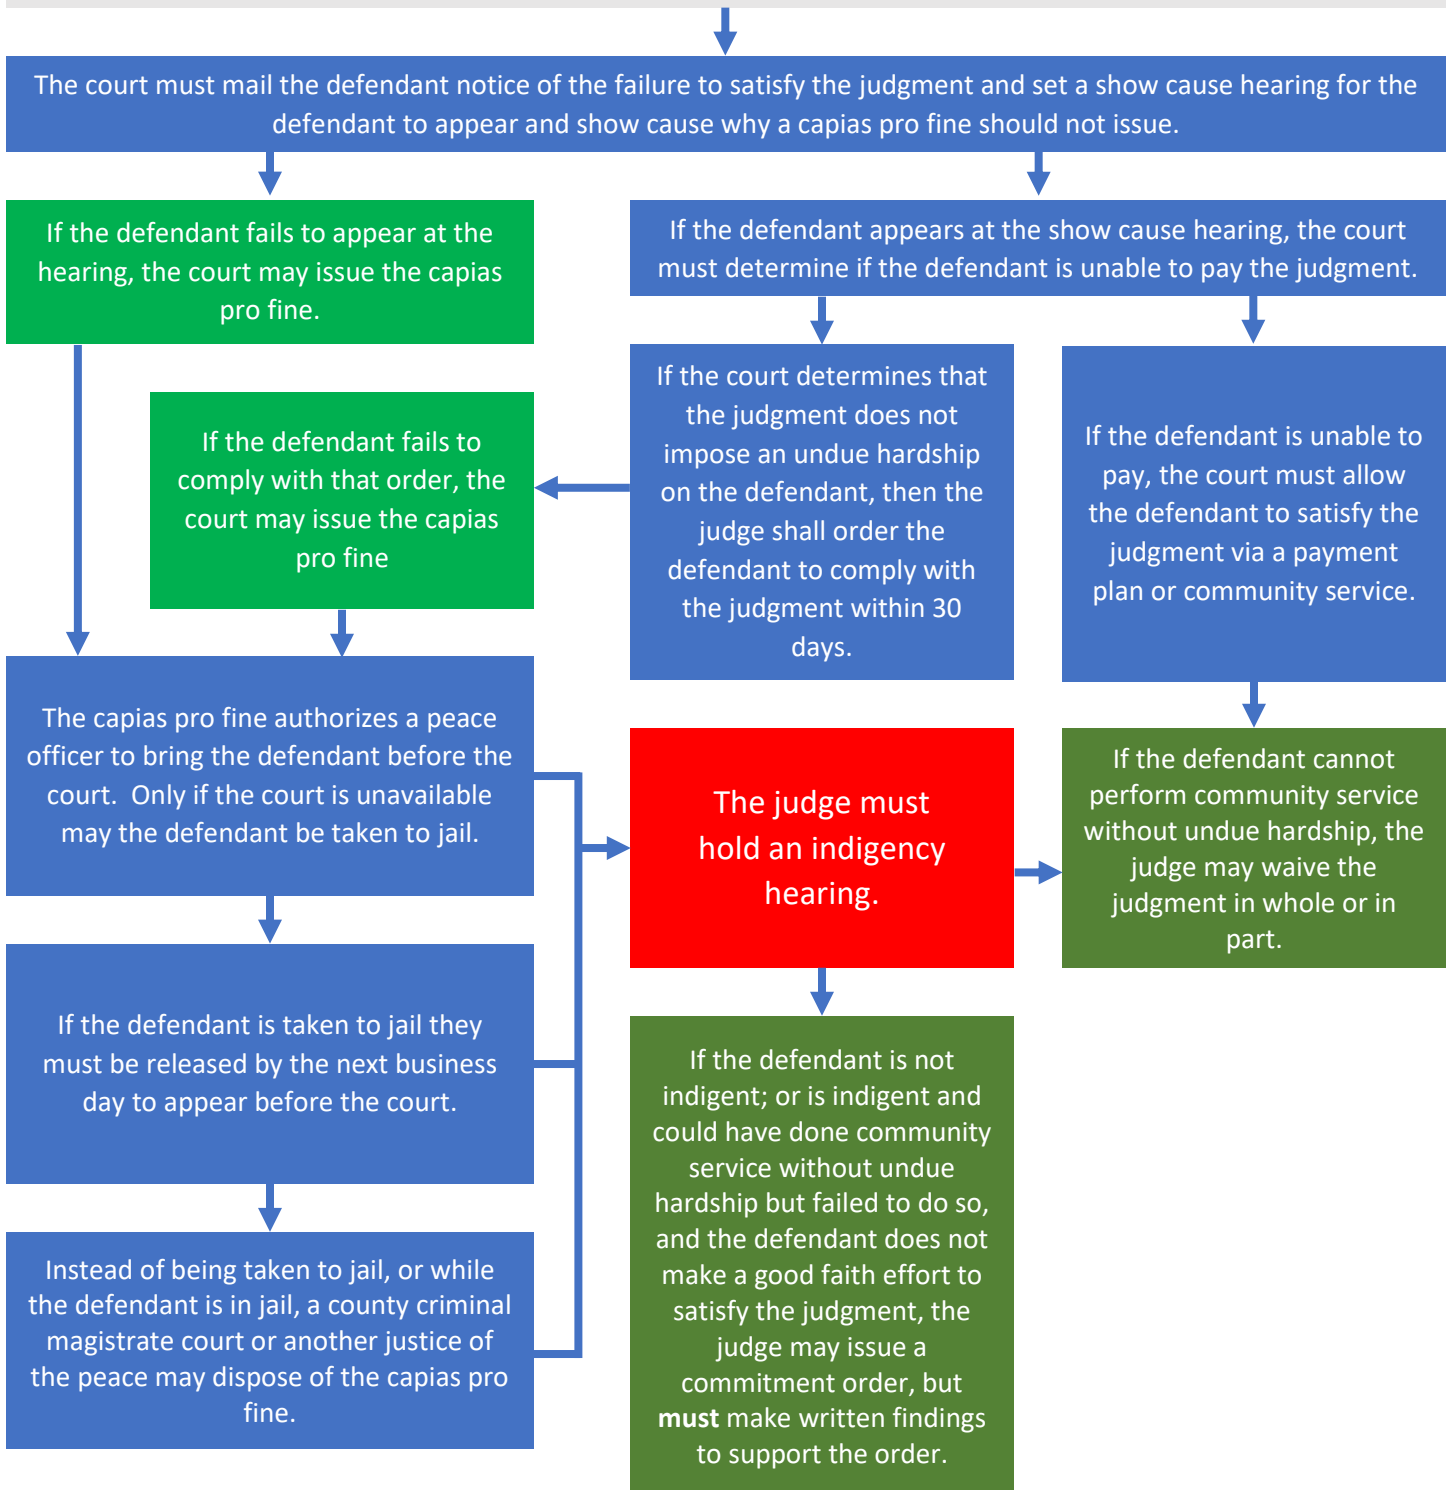 The court must mail the defendant notice of the failure to satisfy the judgment and set a show cause hearing for the
defendant to appear and show cause why a capias pro fine should not issue.
If the defendant fails to appear at the
hearing, the court may issue the capias
pro fine.
If the defendant appears at the show cause hearing, the court
must determine if the defendant is unable to pay the judgment.
If the defendant fails to
comply with that order, the
court may issue the capias
pro fine
If the court determines that
the judgment does not
impose an undue hardship
on the defendant, then the
judge shall order the
defendant to comply with
the judgment within 30
days.
If the defendant is unable to
pay, the court must allow
the defendant to satisfy the
judgment via a payment
plan or community service.
The capias pro fine authorizes a peace
officer to bring the defendant before the
court.  Only if the court is unavailable
may the defendant be taken to jail.
The judge must
hold an indigency
hearing.
If the defendant cannot
perform community service
without undue hardship, the
judge may waive the
judgment in whole or in
part.
If the defendant is taken to jail they
must be released by the next business
day to appear before the court.
If the defendant is not
indigent; or is indigent and
could have done community
service without undue
hardship but failed to do so,
and the defendant does not
make a good faith effort to
satisfy the judgment, the
judge may issue a
commitment order, but
must make written findings
to support the order.
Instead of being taken to jail, or while
the defendant is in jail, a county criminal
magistrate court or another justice of
the peace may dispose of the capias pro
fine.